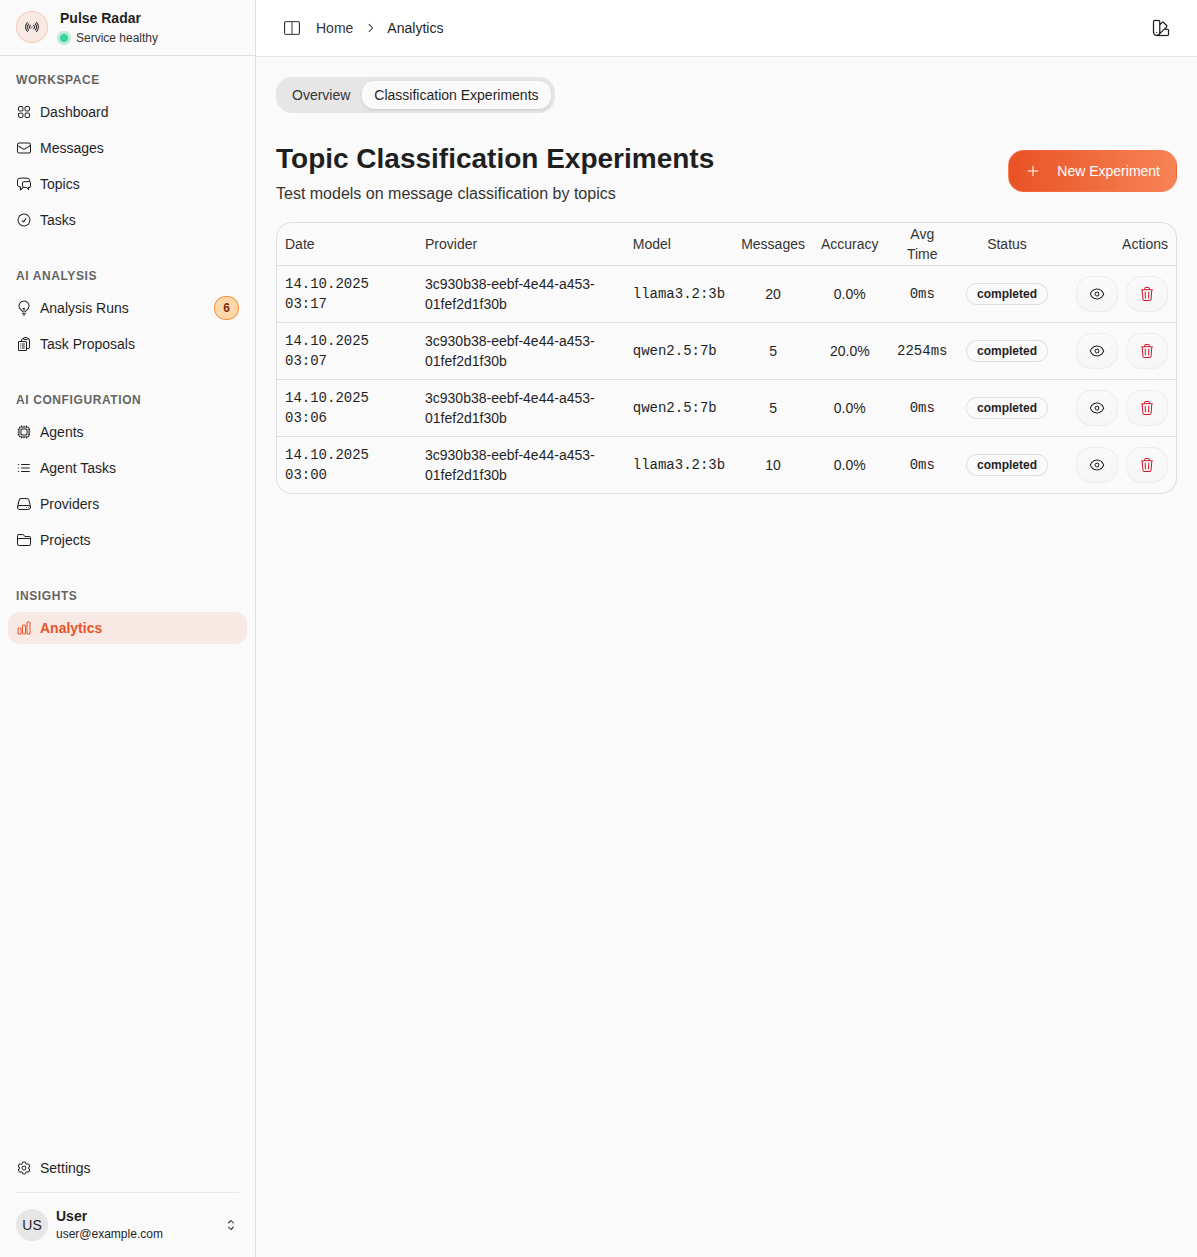 Pulse Radar
Service healthy
WORKSPACE
Dashboard
Messages
Topics
Tasks
AI ANALYSIS
Analysis Runs 6
Task Proposals
AI CONFIGURATION
Agents
Agent Tasks
Providers
Projects
INSIGHTS
Analytics
Settings
US
User
user@example.com
Home > Analytics
Overview Classification Experiments
Topic Classification Experiments
Test models on message classification by topics
New Experiment
Date Provider Model Messages Accuracy Avg Time Status Actions
14.10.2025 3c930b38-eebf-4e44-a453-
03:17 01fef2d1f30b llama3.2:3b 20 0.0% 0ms completed
14.10.2025 3c930b38-eebf-4e44-a453-
03:07 01fef2d1f30b qwen2.5:7b 5 20.0% 2254ms completed
14.10.2025 3c930b38-eebf-4e44-a453-
03:06 01fef2d1f30b qwen2.5:7b 5 0.0% 0ms completed
14.10.2025 3c930b38-eebf-4e44-a453-
03:00 01fef2d1f30b llama3.2:3b 10 0.0% 0ms completed